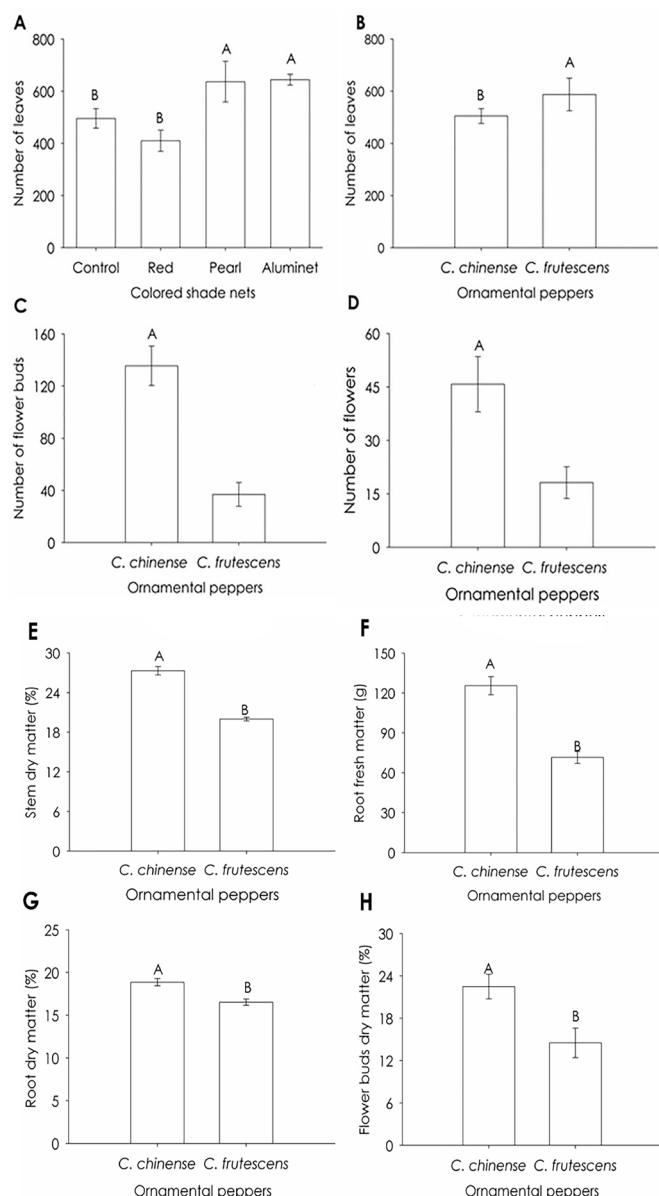 A
800
600
400
200
0
Number of leaves
B
B
A
A
Control Red Pearl Aluminet
Colored shade nets
B
800
600
400
200
0
Number of leaves
B
A
C. chinense C. frutescens
Ornamental peppers
C
160
120
80
40
0
Number of flower buds
A
C. chinense C. frutescens
Ornamental peppers
D
60
45
30
15
0
Number of flowers
A
C. chinense C. frutescens
Ornamental peppers
E
30
24
18
12
6
0
Stem dry matter (%)
A
B
C. chinense C. frutescens
Ornamental peppers
F
150
120
90
60
30
0
Root fresh matter (g)
A
B
C. chinense C. frutescens
Ornamental peppers
G
25
20
15
10
5
0
Root dry matter (%)
A
B
C. chinense C. frutescens
Ornamental peppers
H
30
24
18
12
6
0
Flower buds dry matter (%)
A
B
C. chinense C. frutescens
Ornamental peppers